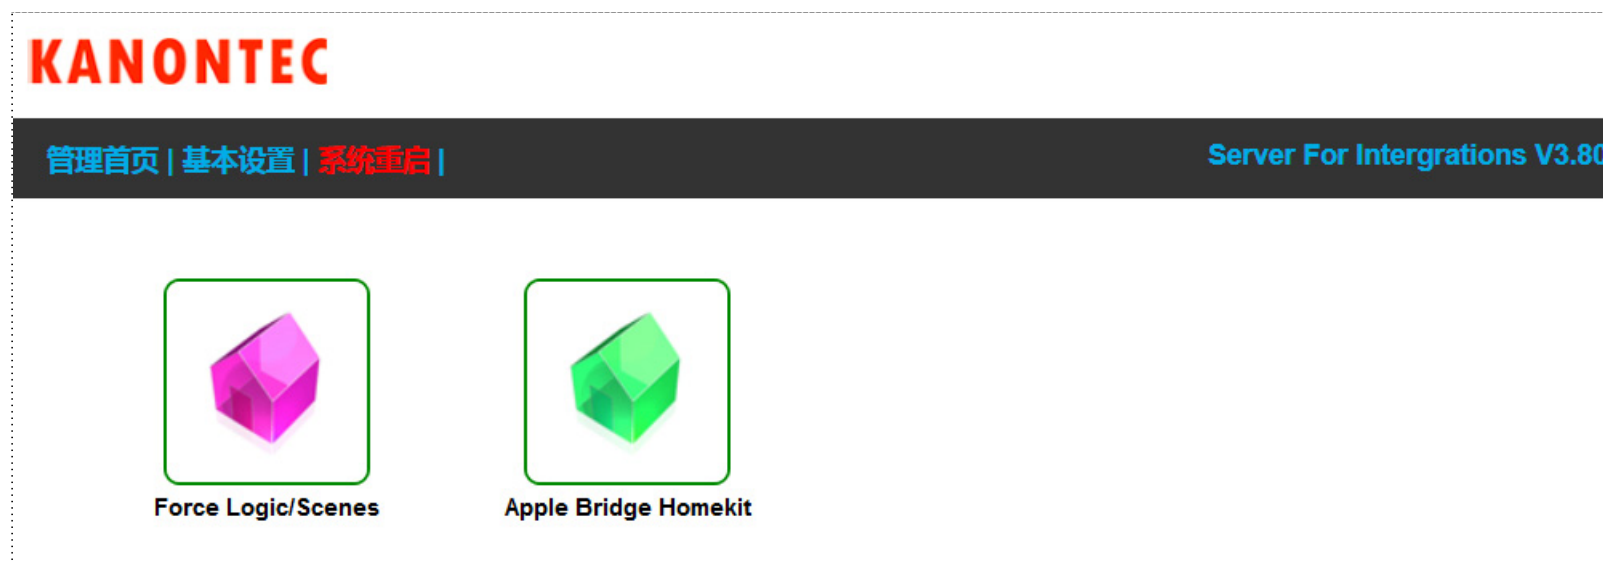 KANONTEC
管理首页 | 基本设置 | 系统重启 |
Server For Intergrations V3.80
Force Logic/Scenes
Apple Bridge Homekit